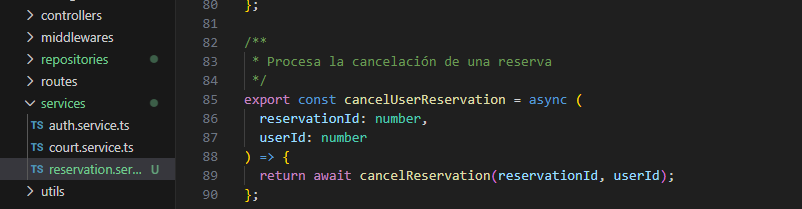 controllers
middlewares
repositories
routes
services
TS auth.service.ts
TS court.service.ts
TS reservation.ser... U
utils
80 };
81
82 /**
83  * Procesa la cancelación de una reserva
84  */
85 export const cancelUserReservation = async (
86   reservationId: number,
87   userId: number
88 ) => {
89   return await cancelReservation(reservationId, userId);
90 };